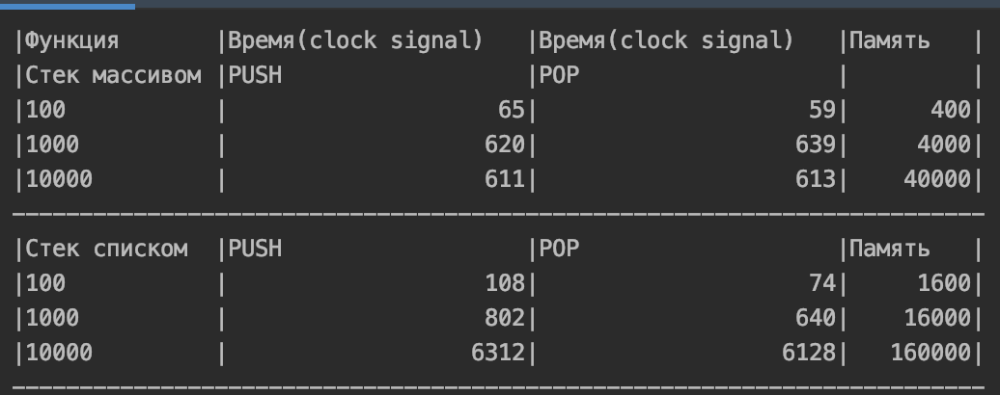 |Функция |Время(clock signal) |Время(clock signal) |Память |
|Стек массивом |PUSH |POP | |
|100 | 65| 59| 400|
|1000 | 620| 639| 4000|
|10000 | 611| 613| 40000|
|Стек списком |PUSH |POP |Память |
|100 | 108| 74| 1600|
|1000 | 802| 640| 16000|
|10000 | 6312| 6128| 160000|